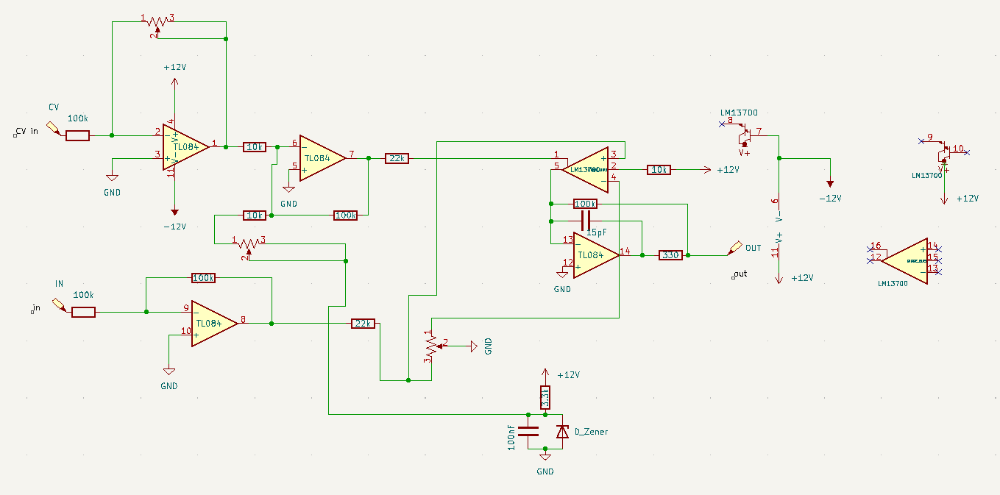 1 3
2
+12V
CV
100k
CV in
4
V+
2
3
TL084
1
V-
11
GND
-12V
10k
6
5
TL084
7
GND
22k
10k
100k
1 3
2
IN
100k
in
100k
9
10
TL084
8
GND
22k
1
2
3
GND
1
5
LM13700
3
2
4
10k
+12V
100k
15pF
13
12
TL084
14
GND
330
OUT
out
+12V
3.3k
100nF
D_Zener
GND
LM13700
8
7
V+
-12V
6
V-
V+
11
+12V
9
10
V+
LM13700
+12V
16
12
14
15
13
LM13700